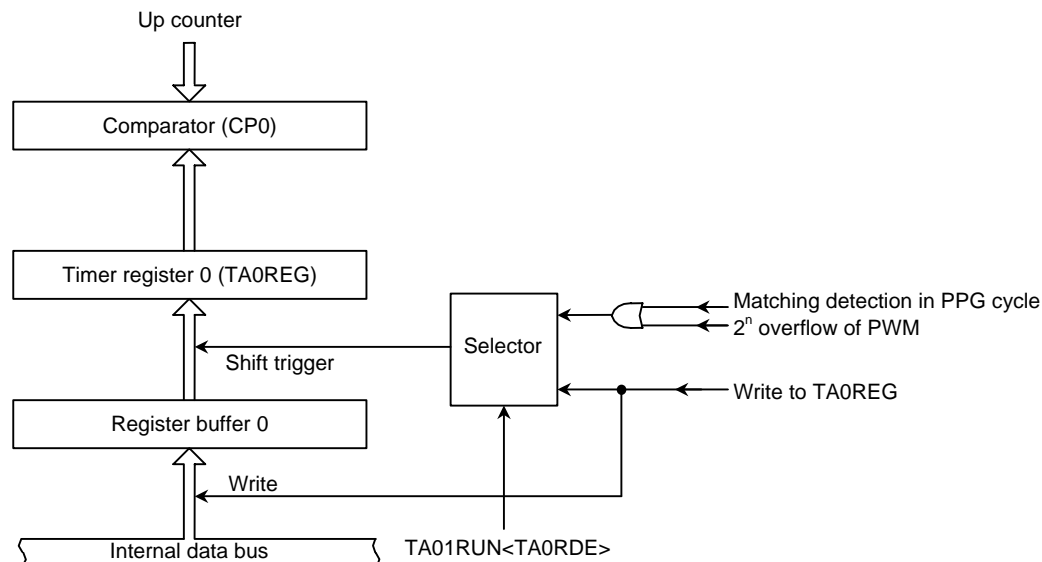 Up counter
Comparator (CP0)
Timer register 0 (TA0REG)
Matching detection in PPG cycle
2ⁿ overflow of PWM
Selector
Shift trigger
Write to TA0REG
Register buffer 0
Write
Internal data bus
TA01RUN<TA0RDE>